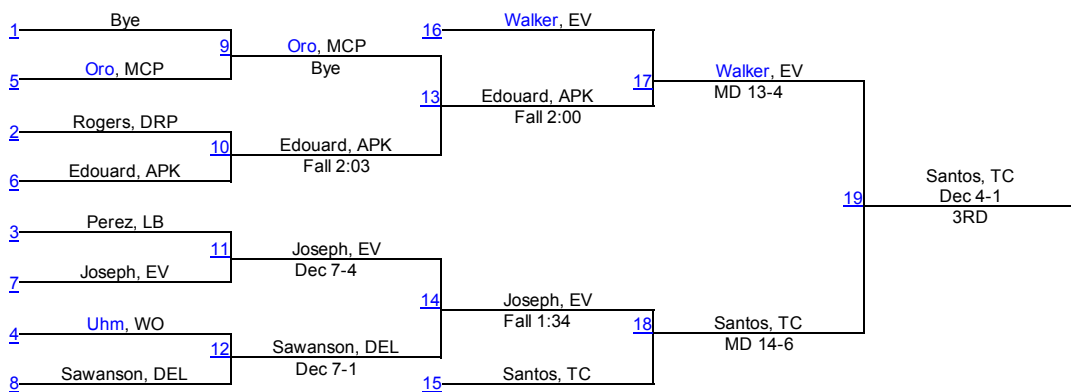 Bye
1
9
Oro, MCP
5
Oro, MCP
Bye
13
Rogers, DRP
2
10
Edouard, APK
6
Edouard, APK
Fall 2:03
Walker, EV
16
17
Edouard, APK
Fall 2:00
Walker, EV
MD 13-4
Perez, LB
3
11
Joseph, EV
7
Joseph, EV
Dec 7-4
14
Uhm, WO
4
12
Sawanson, DEL
8
Sawanson, DEL
Dec 7-1
Joseph, EV
Fall 1:34
18
Santos, TC
15
Santos, TC
MD 14-6
19
Santos, TC
Dec 4-1
3RD